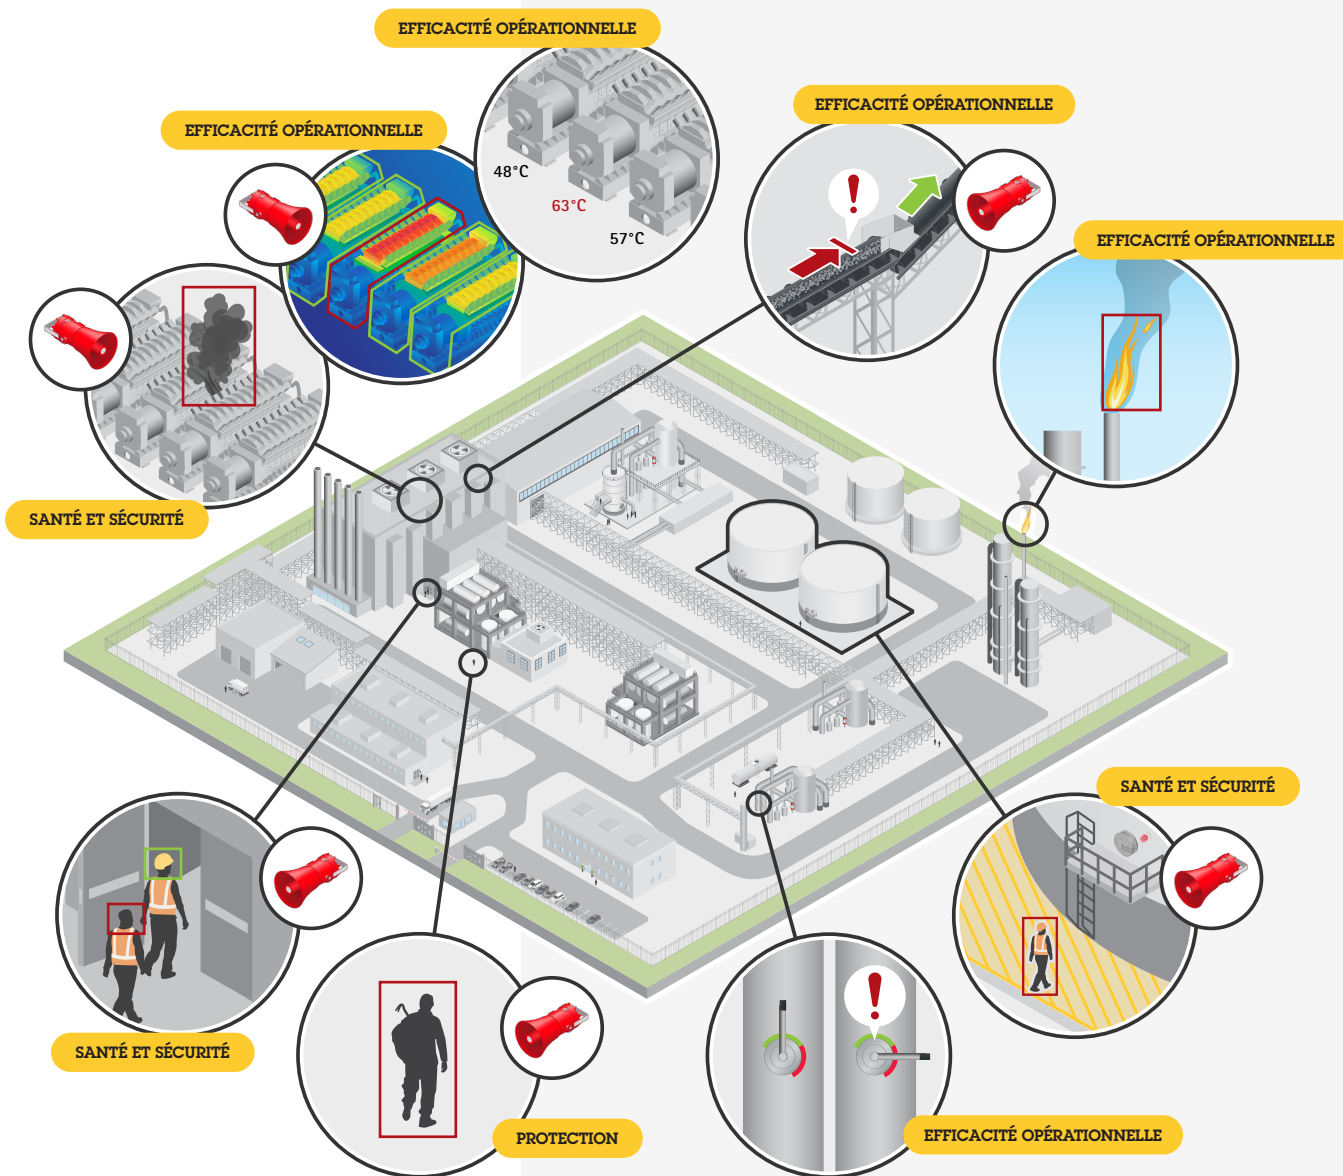 EFFICACITÉ OPÉRATIONNELLE
EFFICACITÉ OPÉRATIONNELLE
EFFICACITÉ OPÉRATIONNELLE
48°C
63°C
57°C
!
EFFICACITÉ OPÉRATIONNELLE
SANTÉ ET SÉCURITÉ
SANTÉ ET SÉCURITÉ
!
SANTÉ ET SÉCURITÉ
PROTECTION
EFFICACITÉ OPÉRATIONNELLE